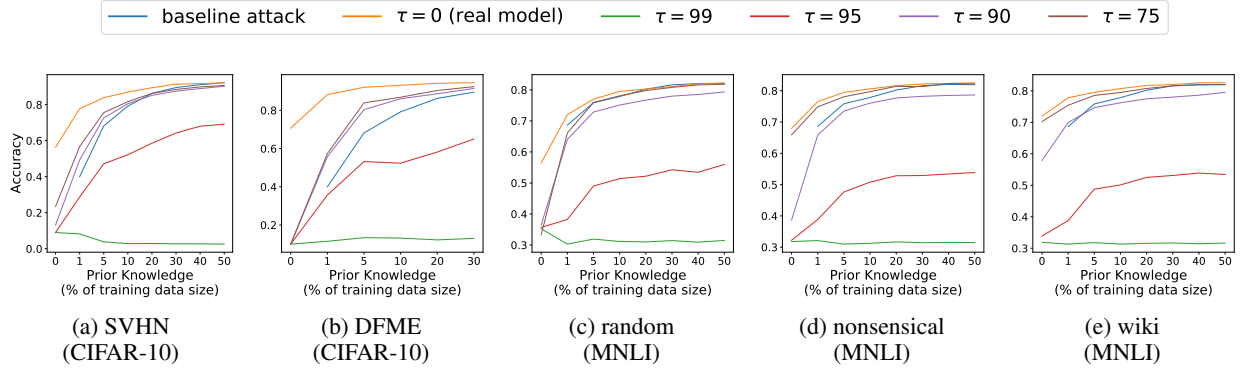 baseline attack τ = 0 (real model) τ = 99 τ = 95 τ = 90 τ = 75
Accuracy
0.0 0.2 0.4 0.6 0.8
0 1 5 10 20 30 40 50
Prior Knowledge
(% of training data size)
(a) SVHN
(CIFAR-10)
0.2 0.4 0.6 0.8
0 1 5 10 20 30
Prior Knowledge
(% of training data size)
(b) DFME
(CIFAR-10)
0.3 0.4 0.5 0.6 0.7 0.8
0 1 5 10 20 30 40 50
Prior Knowledge
(% of training data size)
(c) random
(MNLI)
0.3 0.4 0.5 0.6 0.7 0.8
0 1 5 10 20 30 40 50
Prior Knowledge
(% of training data size)
(d) nonsensical
(MNLI)
0.3 0.4 0.5 0.6 0.7 0.8
0 1 5 10 20 30 40 50
Prior Knowledge
(% of training data size)
(e) wiki
(MNLI)